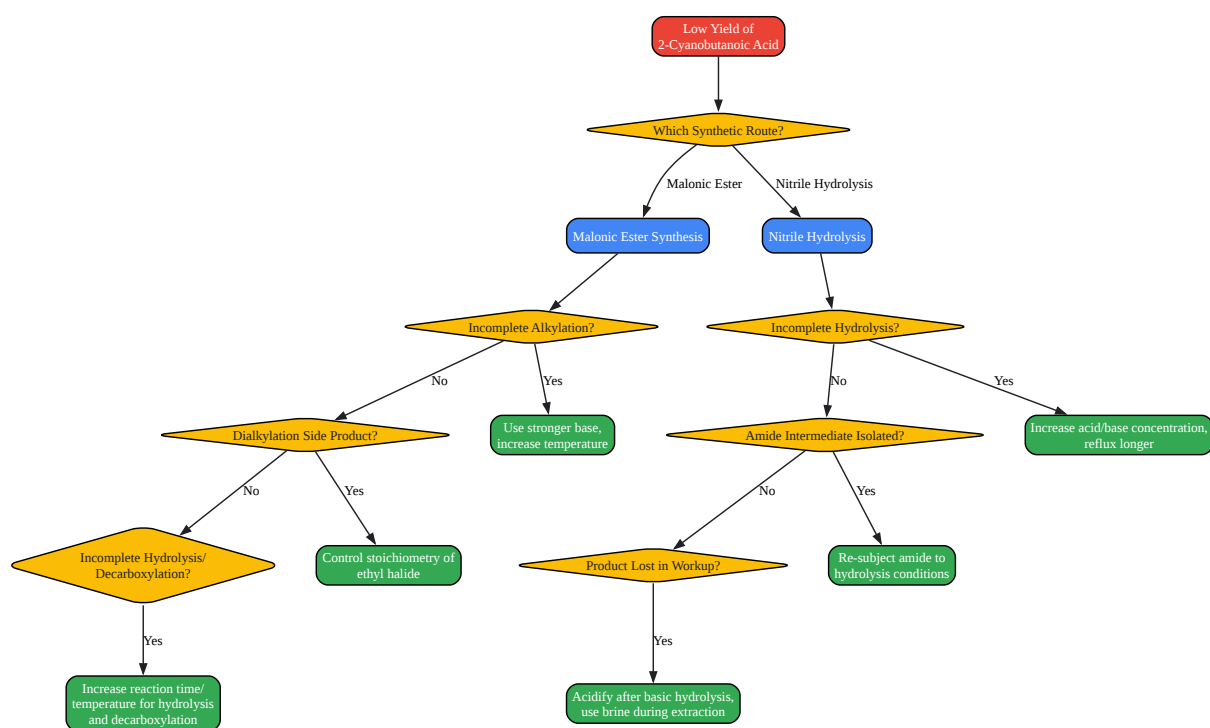 Low Yield of
2-Cyanobutanoic Acid
Which Synthetic Route?
Malonic Ester
Nitrile Hydrolysis
Malonic Ester Synthesis
Nitrile Hydrolysis
Incomplete Alkylation?
Incomplete Hydrolysis?
No
Yes
No
Yes
Dialkylation Side Product?
Use stronger base,
increase temperature
Amide Intermediate Isolated?
Increase acid/base concentration,
reflux longer
No
Yes
No
Yes
Incomplete Hydrolysis/
Decarboxylation?
Control stoichiometry of
ethyl halide
Product Lost in Workup?
Re-subject amide to
hydrolysis conditions
Yes
Yes
Increase reaction time/
temperature for hydrolysis
and decarboxylation
Acidify after basic hydrolysis,
use brine during extraction